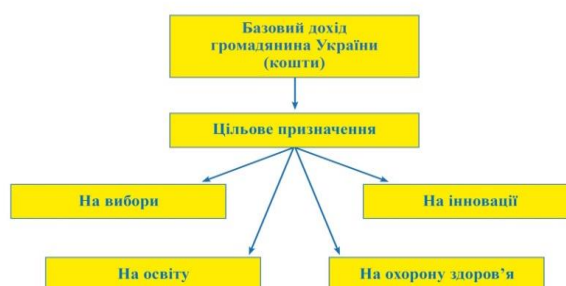 Базовий дохід
громадянина України
(кошти)
Цільове призначення
На вибори
На інновації
На освіту
На охорону здоров’я